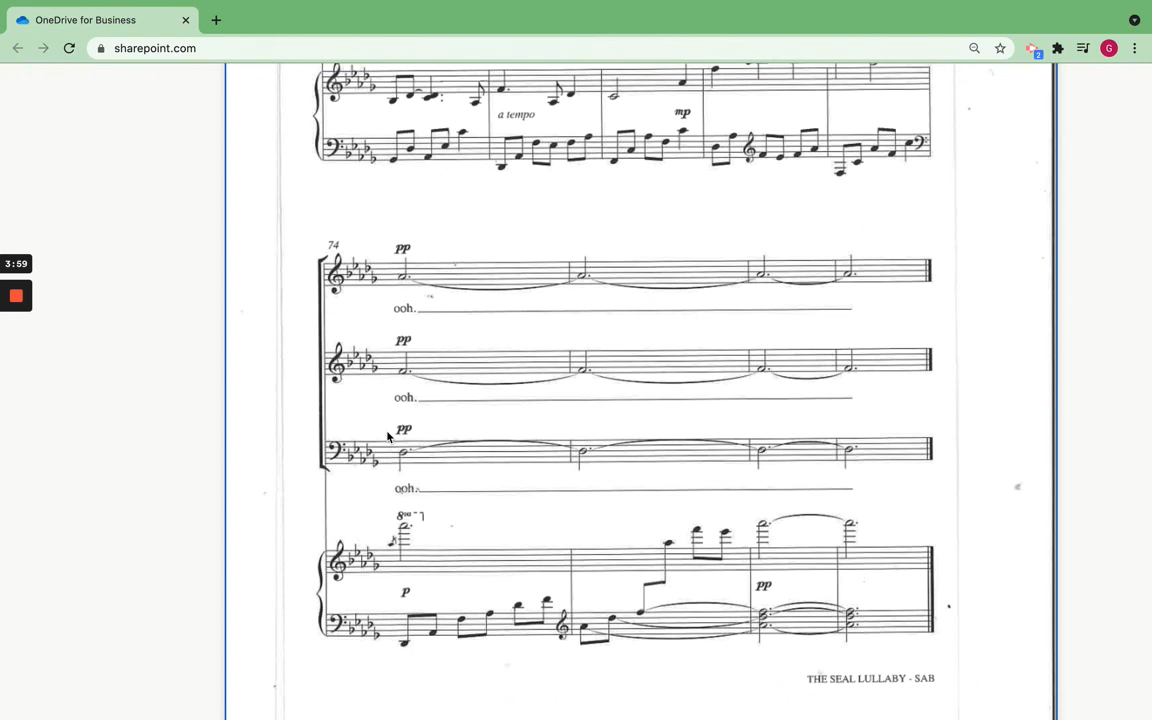 OneDrive for Business
sharepoint.com
2
G
3:59
a tempo
mp
74
pp
ooh.
pp
ooh.
pp
ooh.
8va
p
pp
THE SEAL LULLABY - SAB